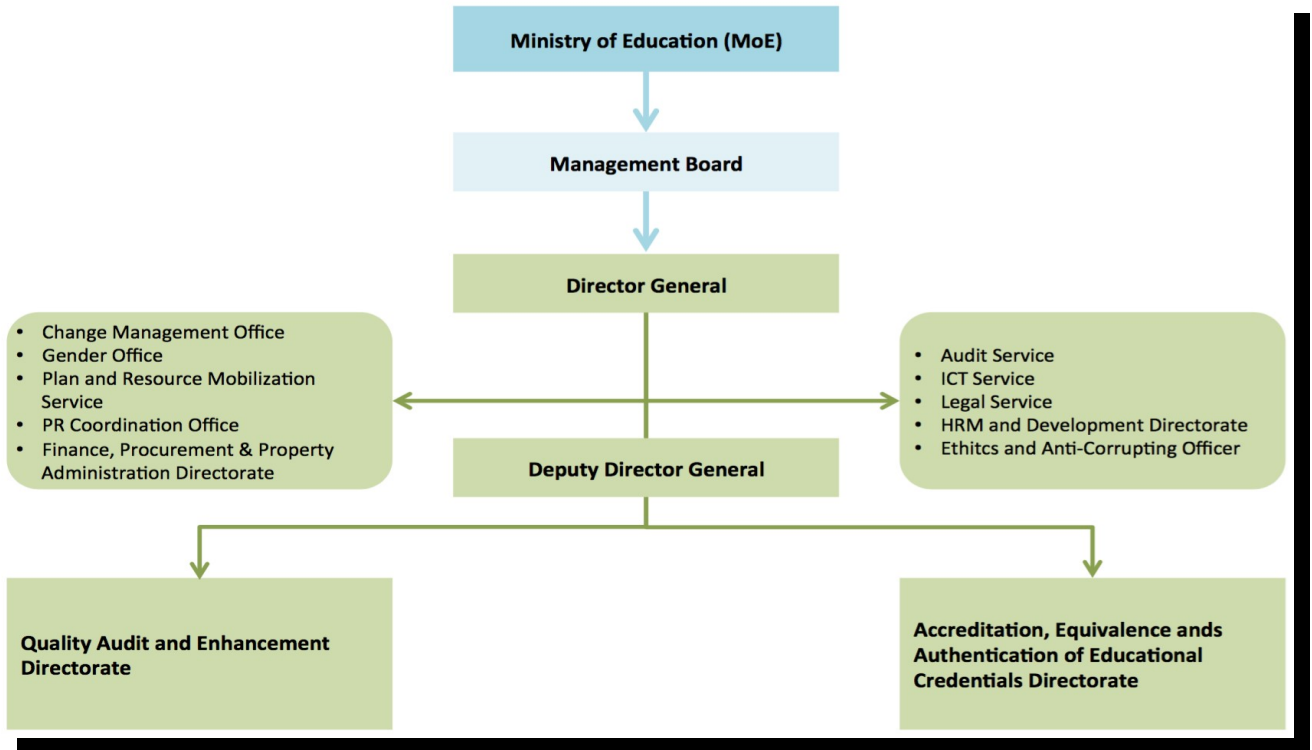 Ministry of Education (MoE)
Management Board
Director General
• Change Management Office
• Gender Office
• Plan and Resource Mobilization
Service
• PR Coordination Office
• Finance, Procurement & Property
Administration Directorate
• Audit Service
• ICT Service
• Legal Service
• HRM and Development Directorate
• Ethitcs and Anti-Corrupting Officer
Deputy Director General
Quality Audit and Enhancement
Directorate
Accreditation, Equivalence ands
Authentication of Educational
Credentials Directorate